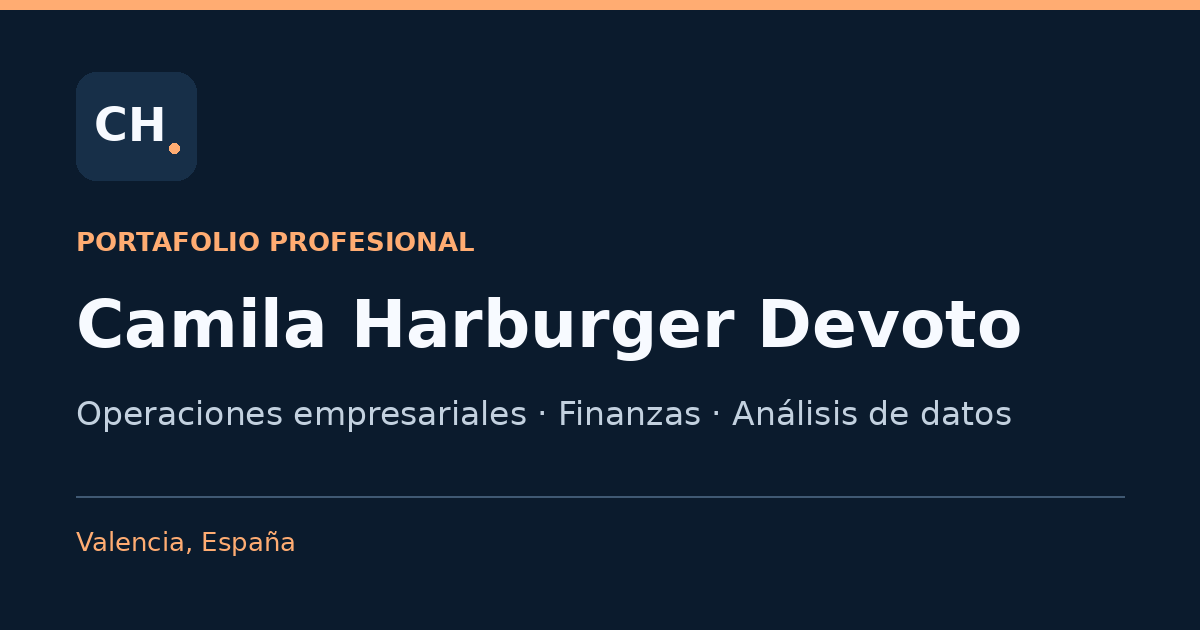 CH.
PORTAFOLIO PROFESIONAL
Camila Harburger Devoto
Operaciones empresariales · Finanzas · Análisis de datos
Valencia, España